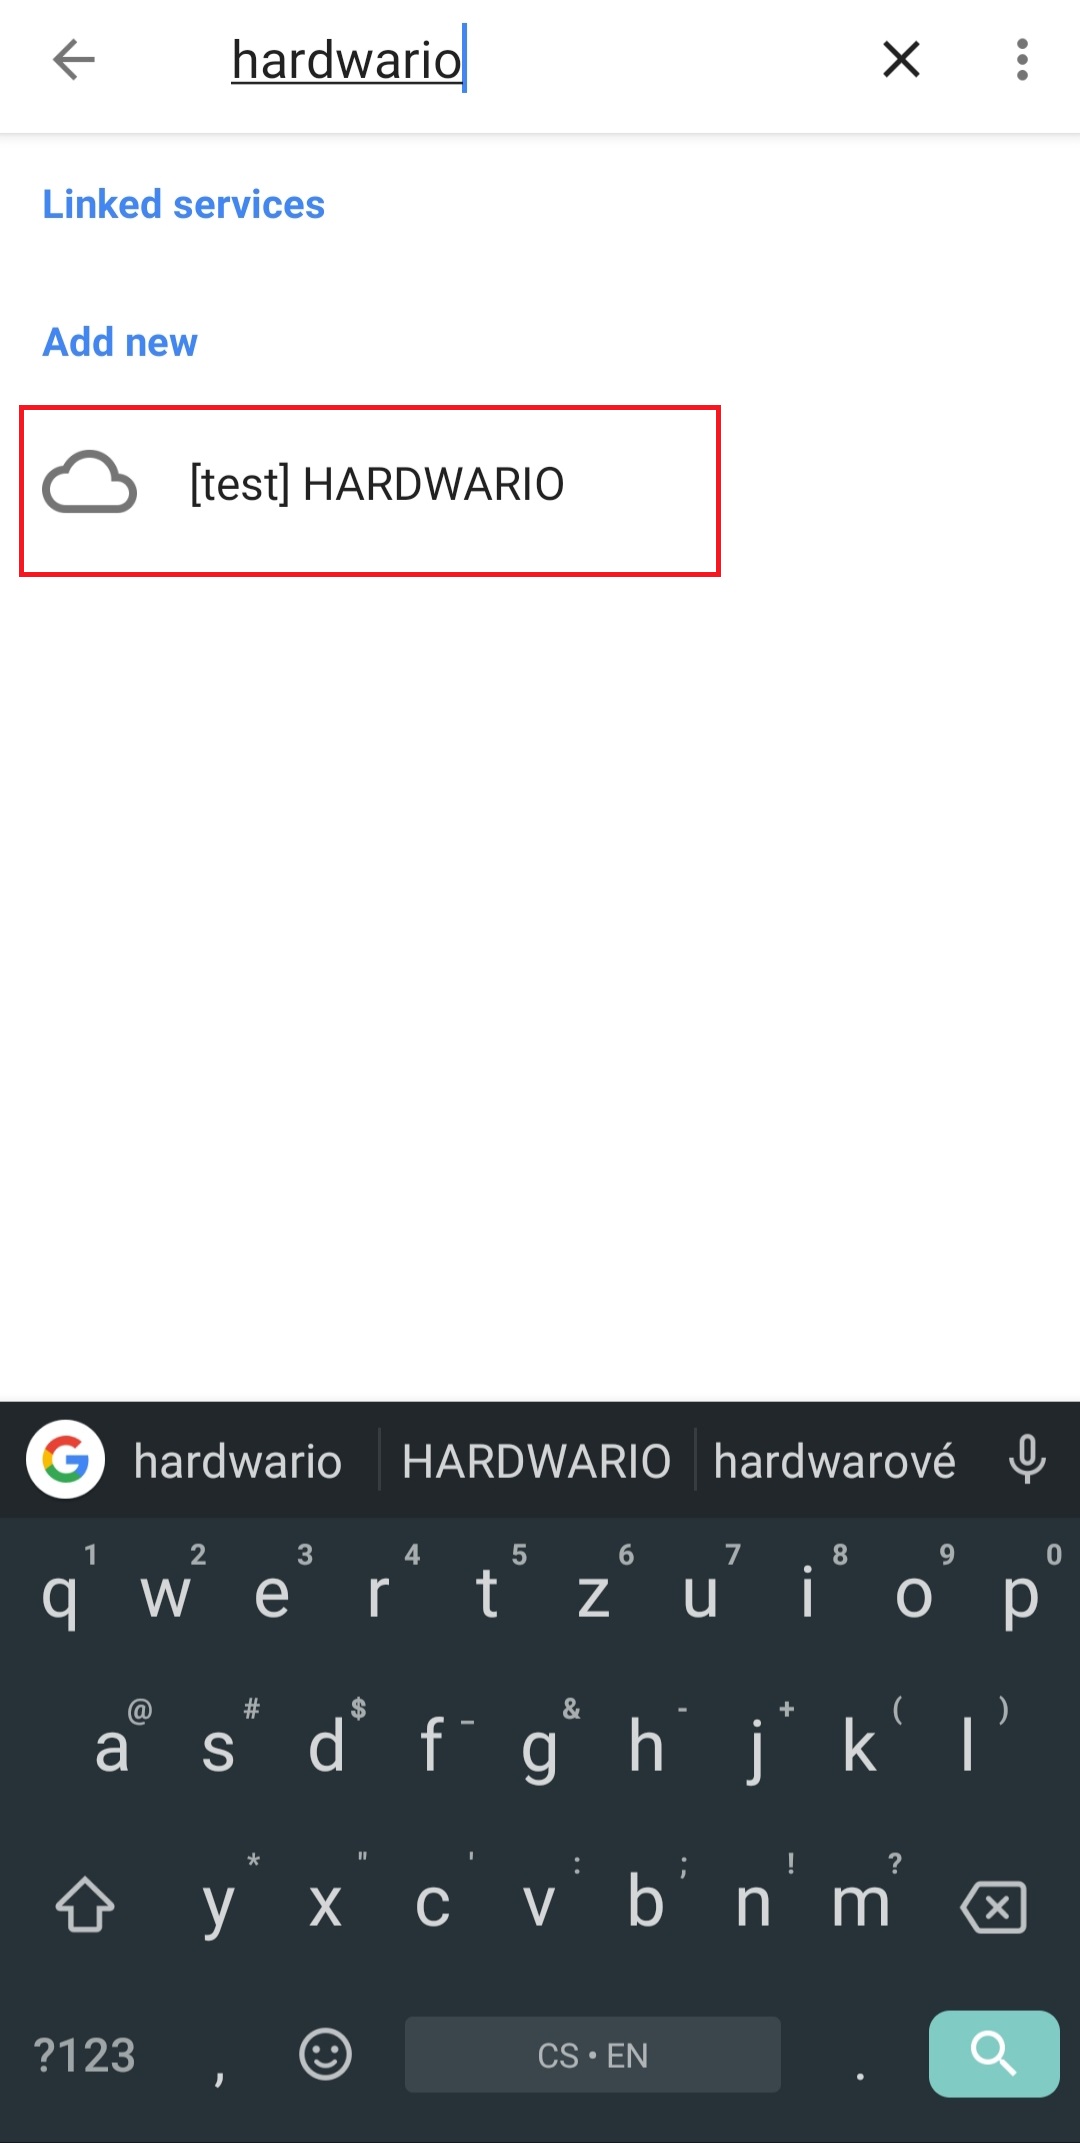 hardwario
Linked services
Add new
[test] HARDWARIO
hardwario HARDWARIO hardwarové
1 2 3 4 5 6 7 8 9 0
q w e r t z u i o p
@ # $ _ & - + ( )
a s d f g h j k l
* " ' : ; ! ?
y x c v b n m
?123 , CS • EN .